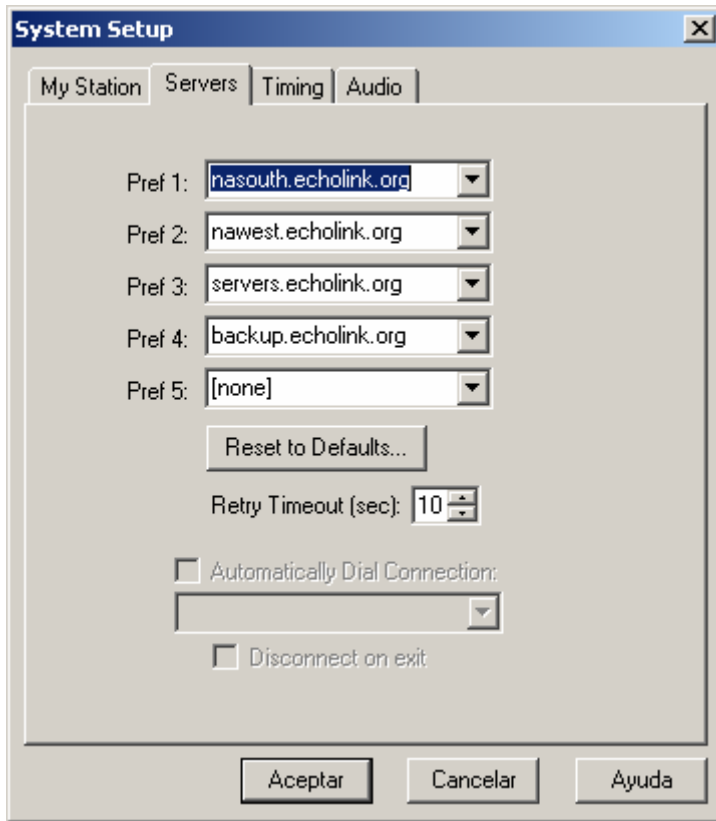 System Setup
My Station Servers Timing Audio
Pref 1: nasouth.echolink.org
Pref 2: nawest.echolink.org
Pref 3: servers.echolink.org
Pref 4: backup.echolink.org
Pref 5: [none]
Reset to Defaults...
Retry Timeout (sec): 10
Automatically Dial Connection:
Disconnect on exit
Aceptar Cancelar Ayuda